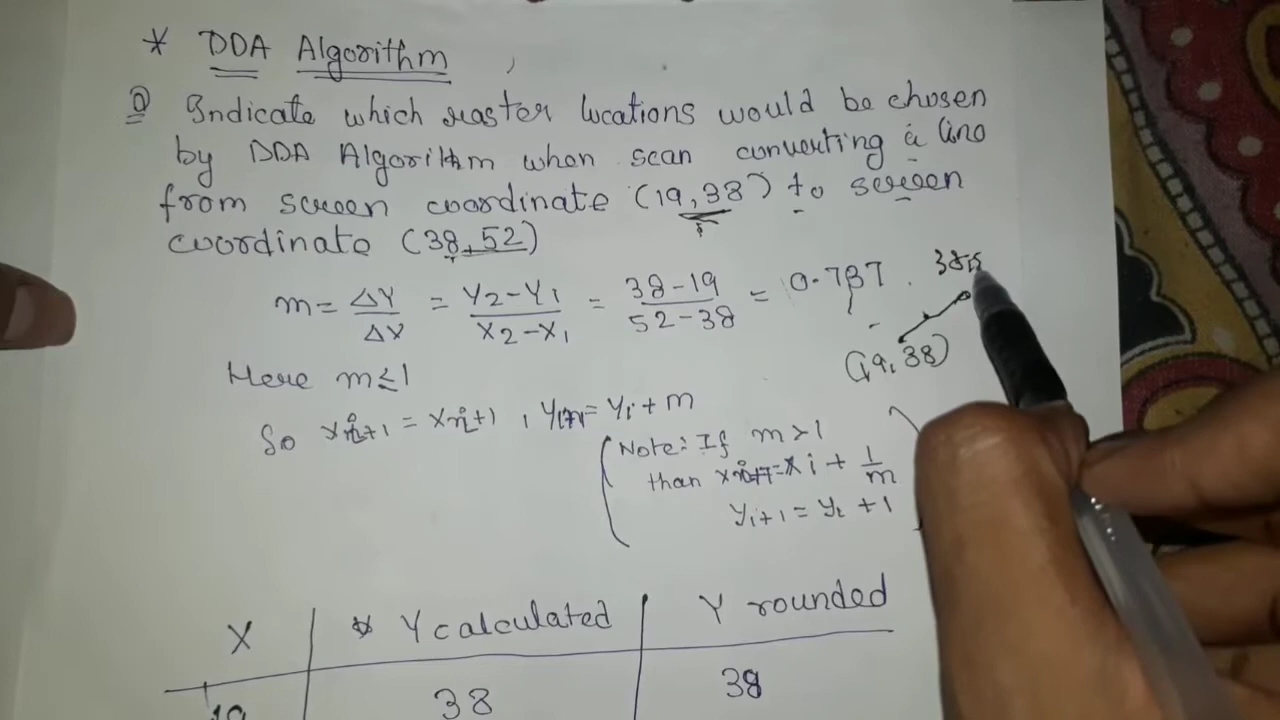 * DDA Algorithm
Q Indicate which raster locations would be chosen
by DDA Algorithm when scan converting a line
from screen coordinate (19,38) to screen
coordinate (38,52)
m = ΔY/ΔX = Y2-Y1/X2-X1 = 38-19/52-38 = 0.737
(19,38)
Here m ≤ 1
So xi+1 = xi+1, yi+1 = yi + m
(Note: If m>1
than xi+1 = xi + 1/m
yi+1 = yi + 1
X | Y calculated | Y rounded
19 | 38 | 38